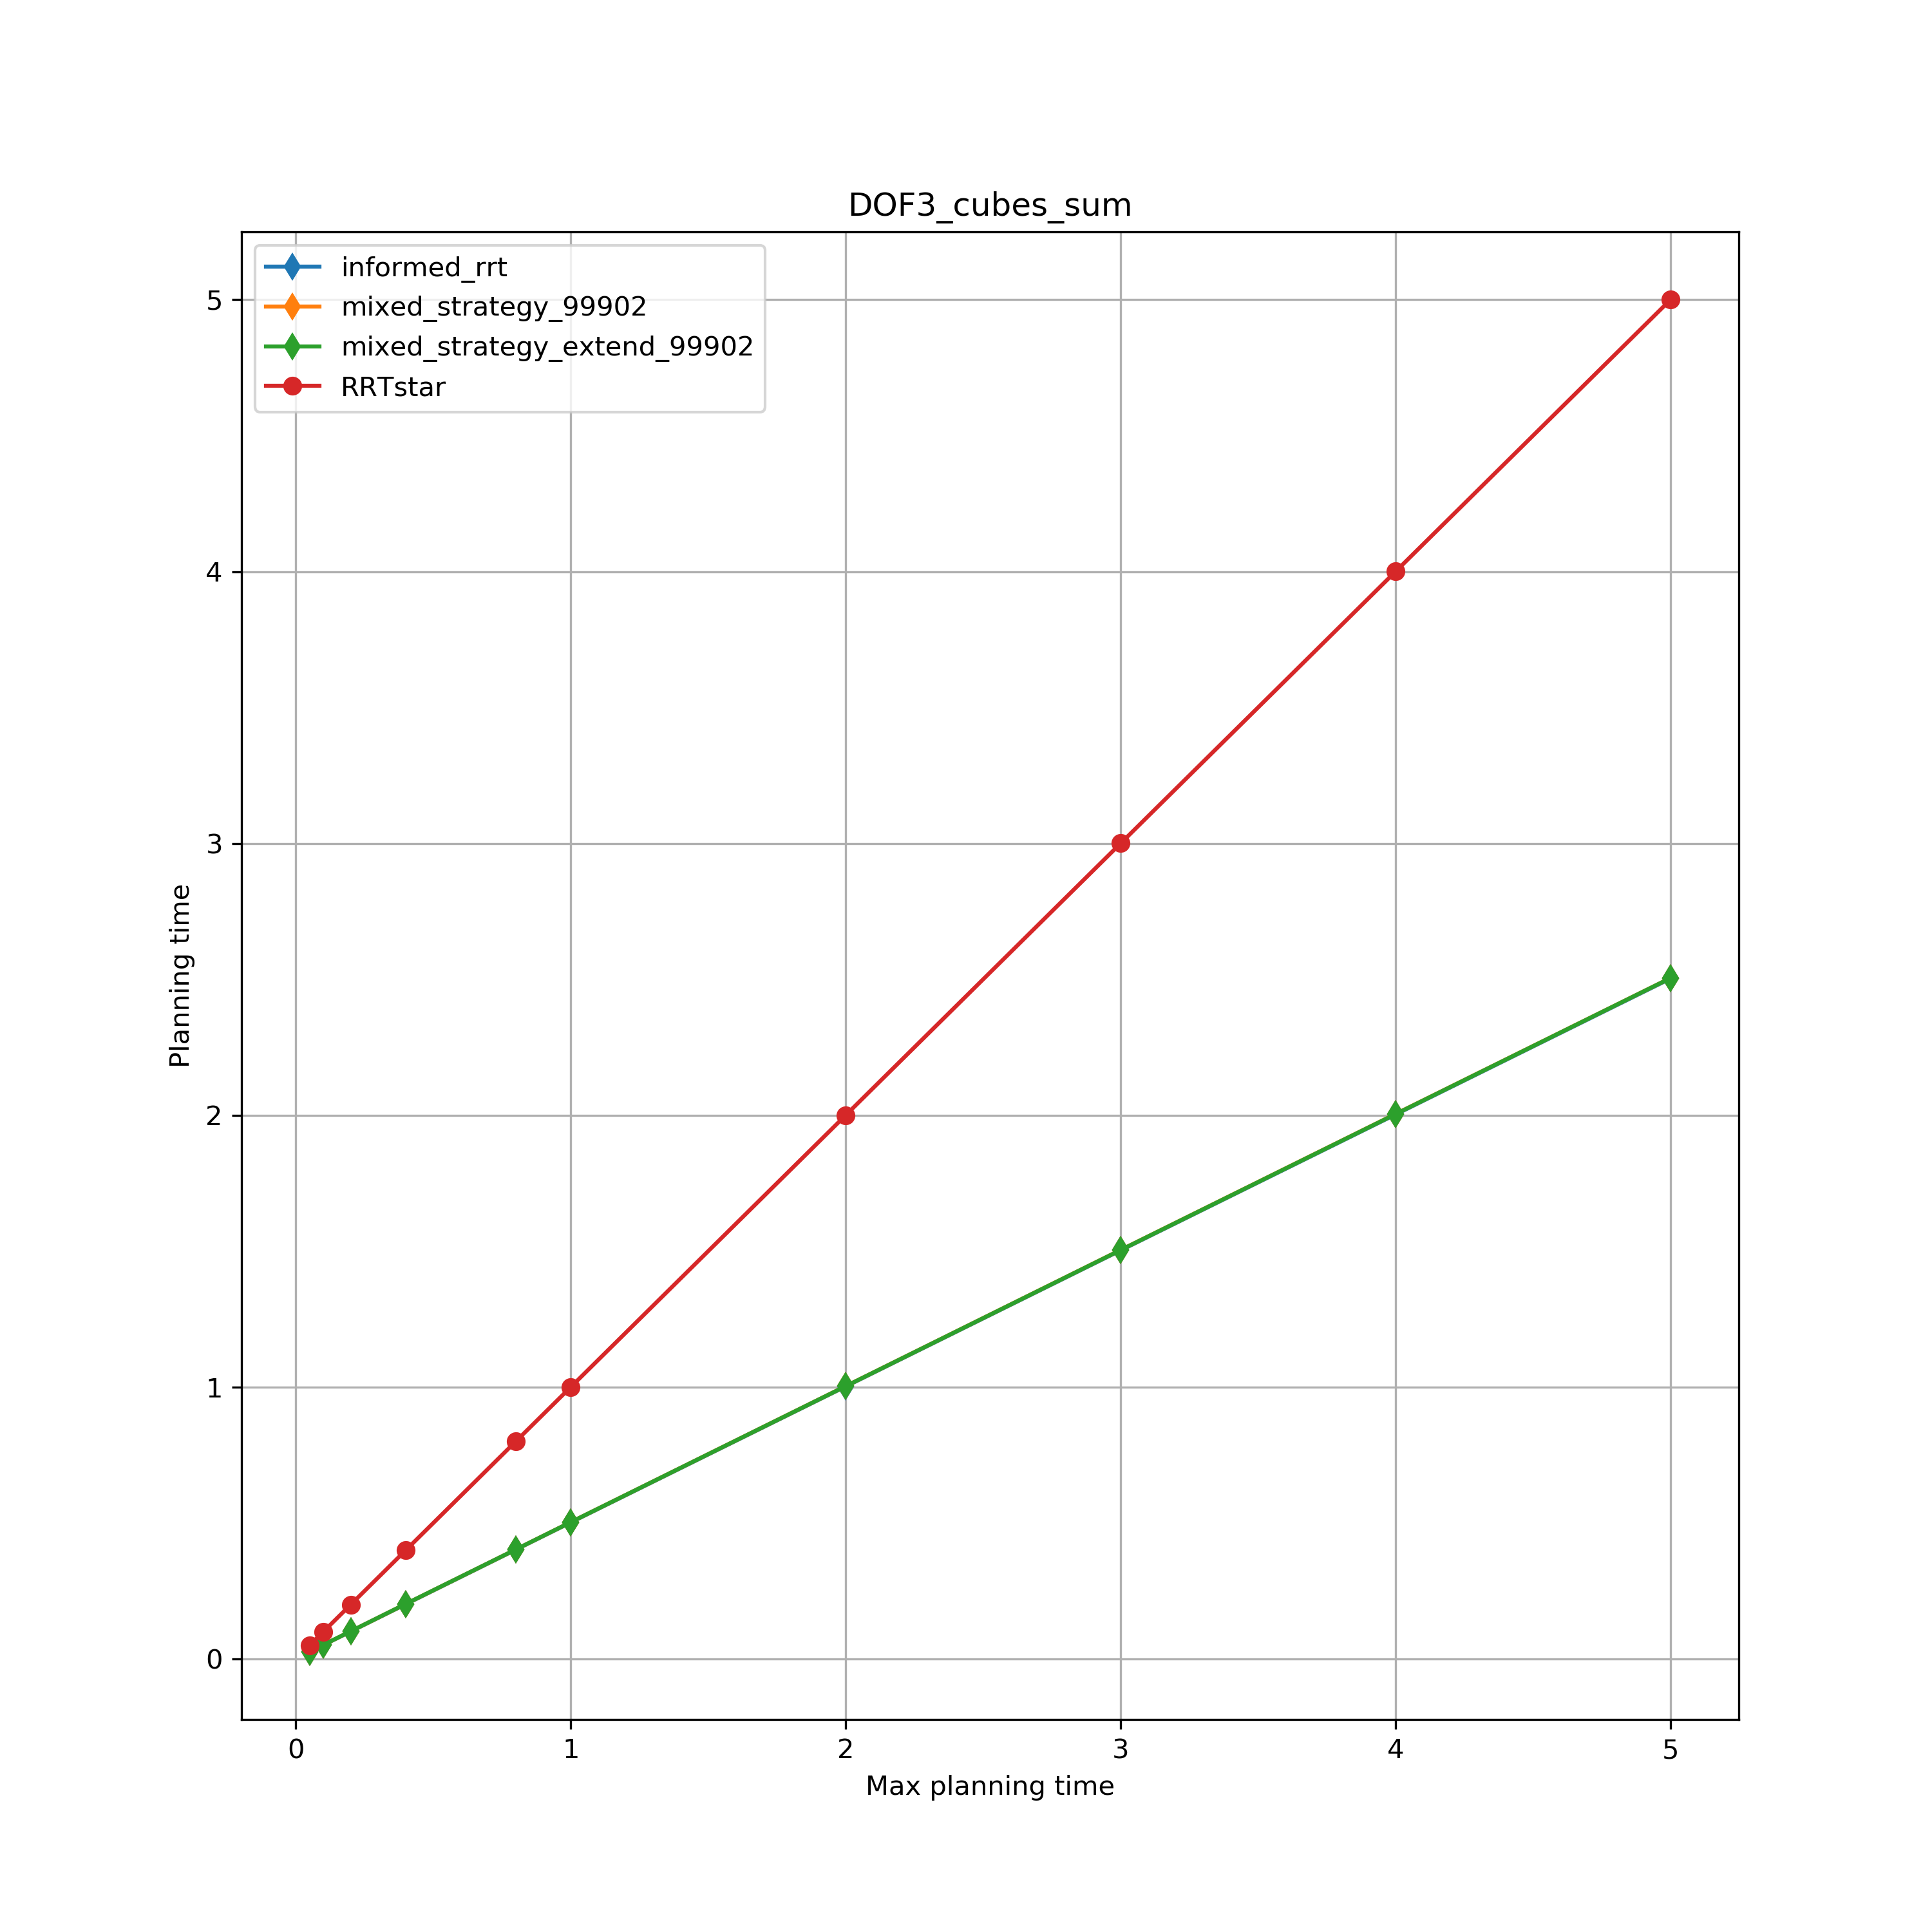 DOF3_cubes_sum
informed_rrt
mixed_strategy_99902
mixed_strategy_extend_99902
RRTstar
5
4
3
2
1
0
Planning time
0 1 2 3 4 5
Max planning time